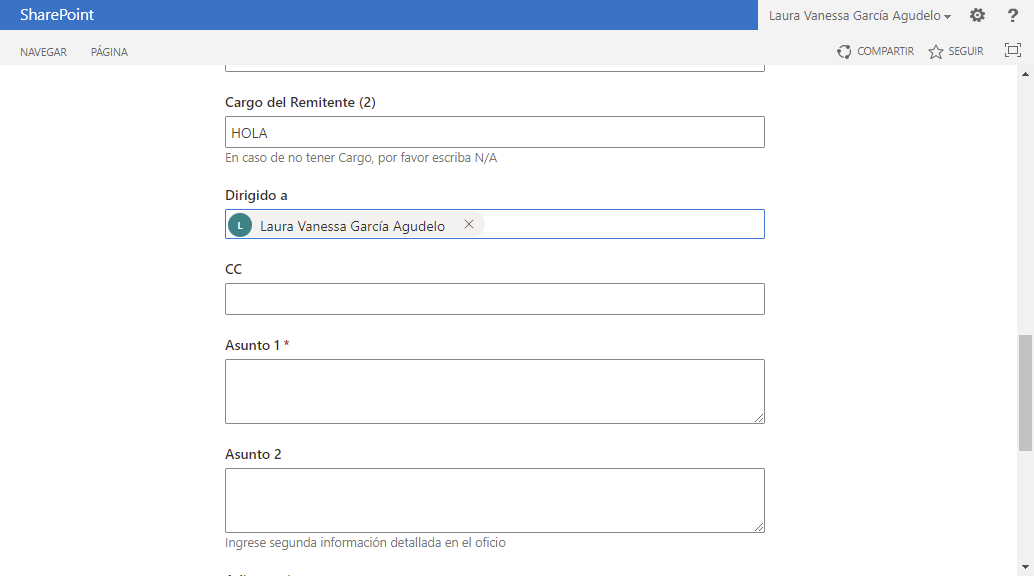 SharePoint
Laura Vanessa García Agudelo
?
NAVEGAR PÁGINA
COMPARTIR SEGUIR
Cargo del Remitente (2)
HOLA
En caso de no tener Cargo, por favor escriba N/A
Dirigido a
L Laura Vanessa García Agudelo
CC
Asunto 1 *
Asunto 2
Ingrese segunda información detallada en el oficio